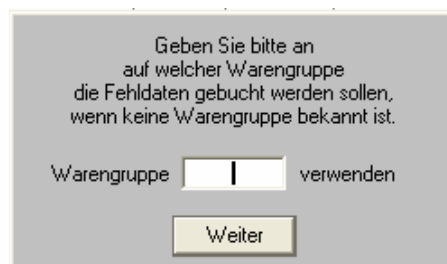 Geben Sie bitte an
auf welcher Warengruppe
die Fehldaten gebucht werden sollen,
wenn keine Warengruppe bekannt ist.
Warengruppe verwenden
Weiter